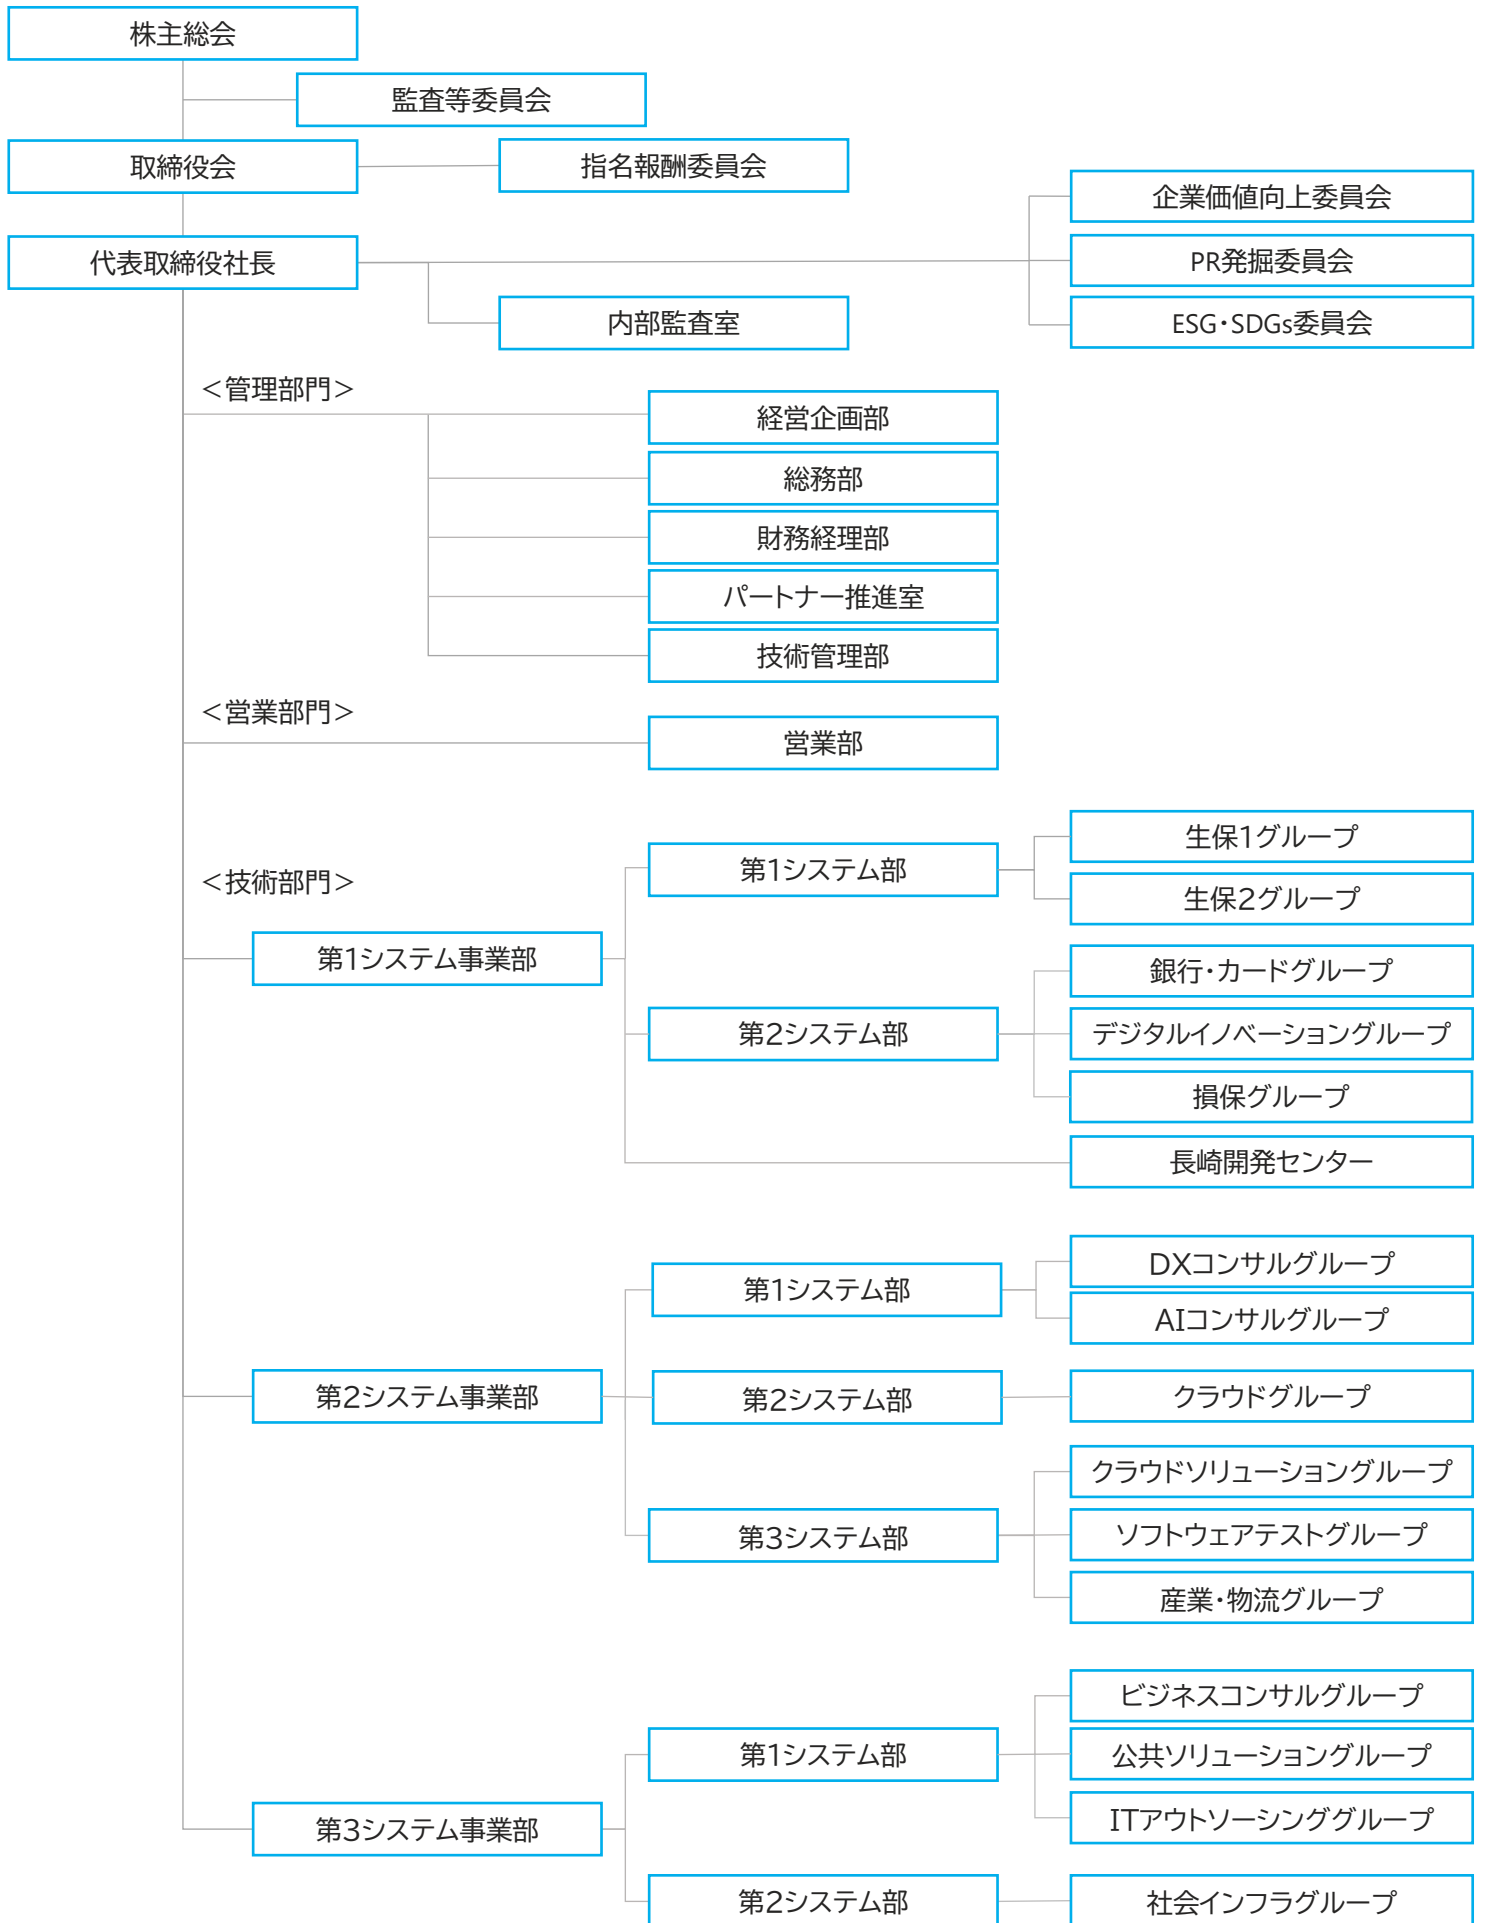 株主総会
監査等委員会
取締役会
指名報酬委員会
企業価値向上委員会
代表取締役社長
PR発掘委員会
内部監査室
ESG・SDGs委員会
＜管理部門＞
経営企画部
総務部
財務経理部
パートナー推進室
技術管理部
＜営業部門＞
営業部
＜技術部門＞
第1システム事業部
第1システム部
生保1グループ
生保2グループ
第2システム部
銀行・カードグループ
デジタルイノベーショングループ
損保グループ
長崎開発センター
第2システム事業部
第1システム部
DXコンサルグループ
AIコンサルグループ
第2システム部
クラウドグループ
第3システム部
クラウドソリューショングループ
ソフトウェアテストグループ
産業・物流グループ
第3システム事業部
第1システム部
ビジネスコンサルグループ
公共ソリューショングループ
ITアウトソーシンググループ
第2システム部
社会インフラグループ